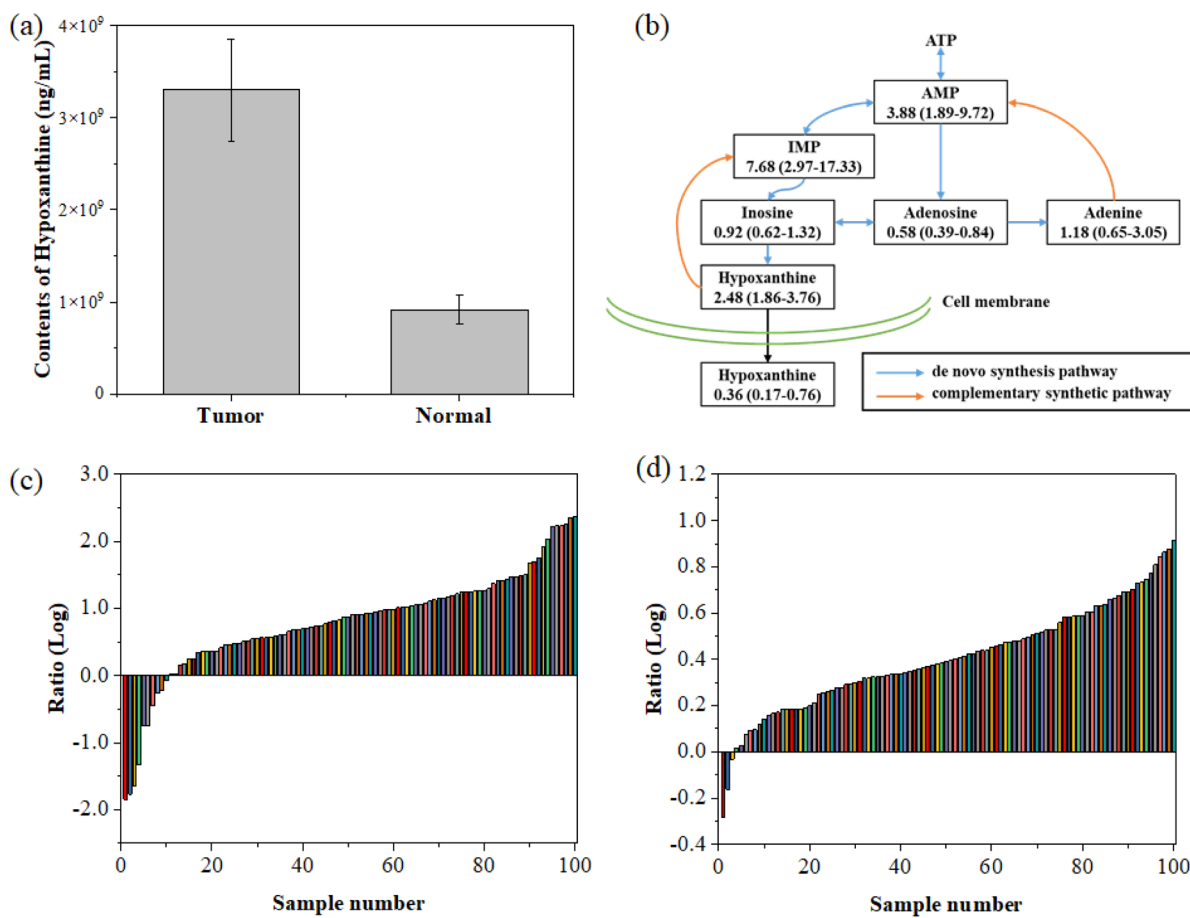 (a)
Contents of Hypoxanthine (ng/mL)
4×10⁹
3×10⁹
2×10⁹
1×10⁹
0
Tumor
Normal
(b)
ATP
AMP
3.88 (1.89-9.72)
IMP
7.68 (2.97-17.33)
Inosine
0.92 (0.62-1.32)
Adenosine
0.58 (0.39-0.84)
Adenine
1.18 (0.65-3.05)
Hypoxanthine
2.48 (1.86-3.76)
Cell membrane
Hypoxanthine
0.36 (0.17-0.76)
de novo synthesis pathway
complementary synthetic pathway
(c)
Ratio (Log)
3.0
2.0
1.0
0.0
-1.0
-2.0
0 20 40 60 80 100
Sample number
(d)
Ratio (Log)
1.2
1.0
0.8
0.6
0.4
0.2
0.0
-0.2
-0.4
0 20 40 60 80 100
Sample number